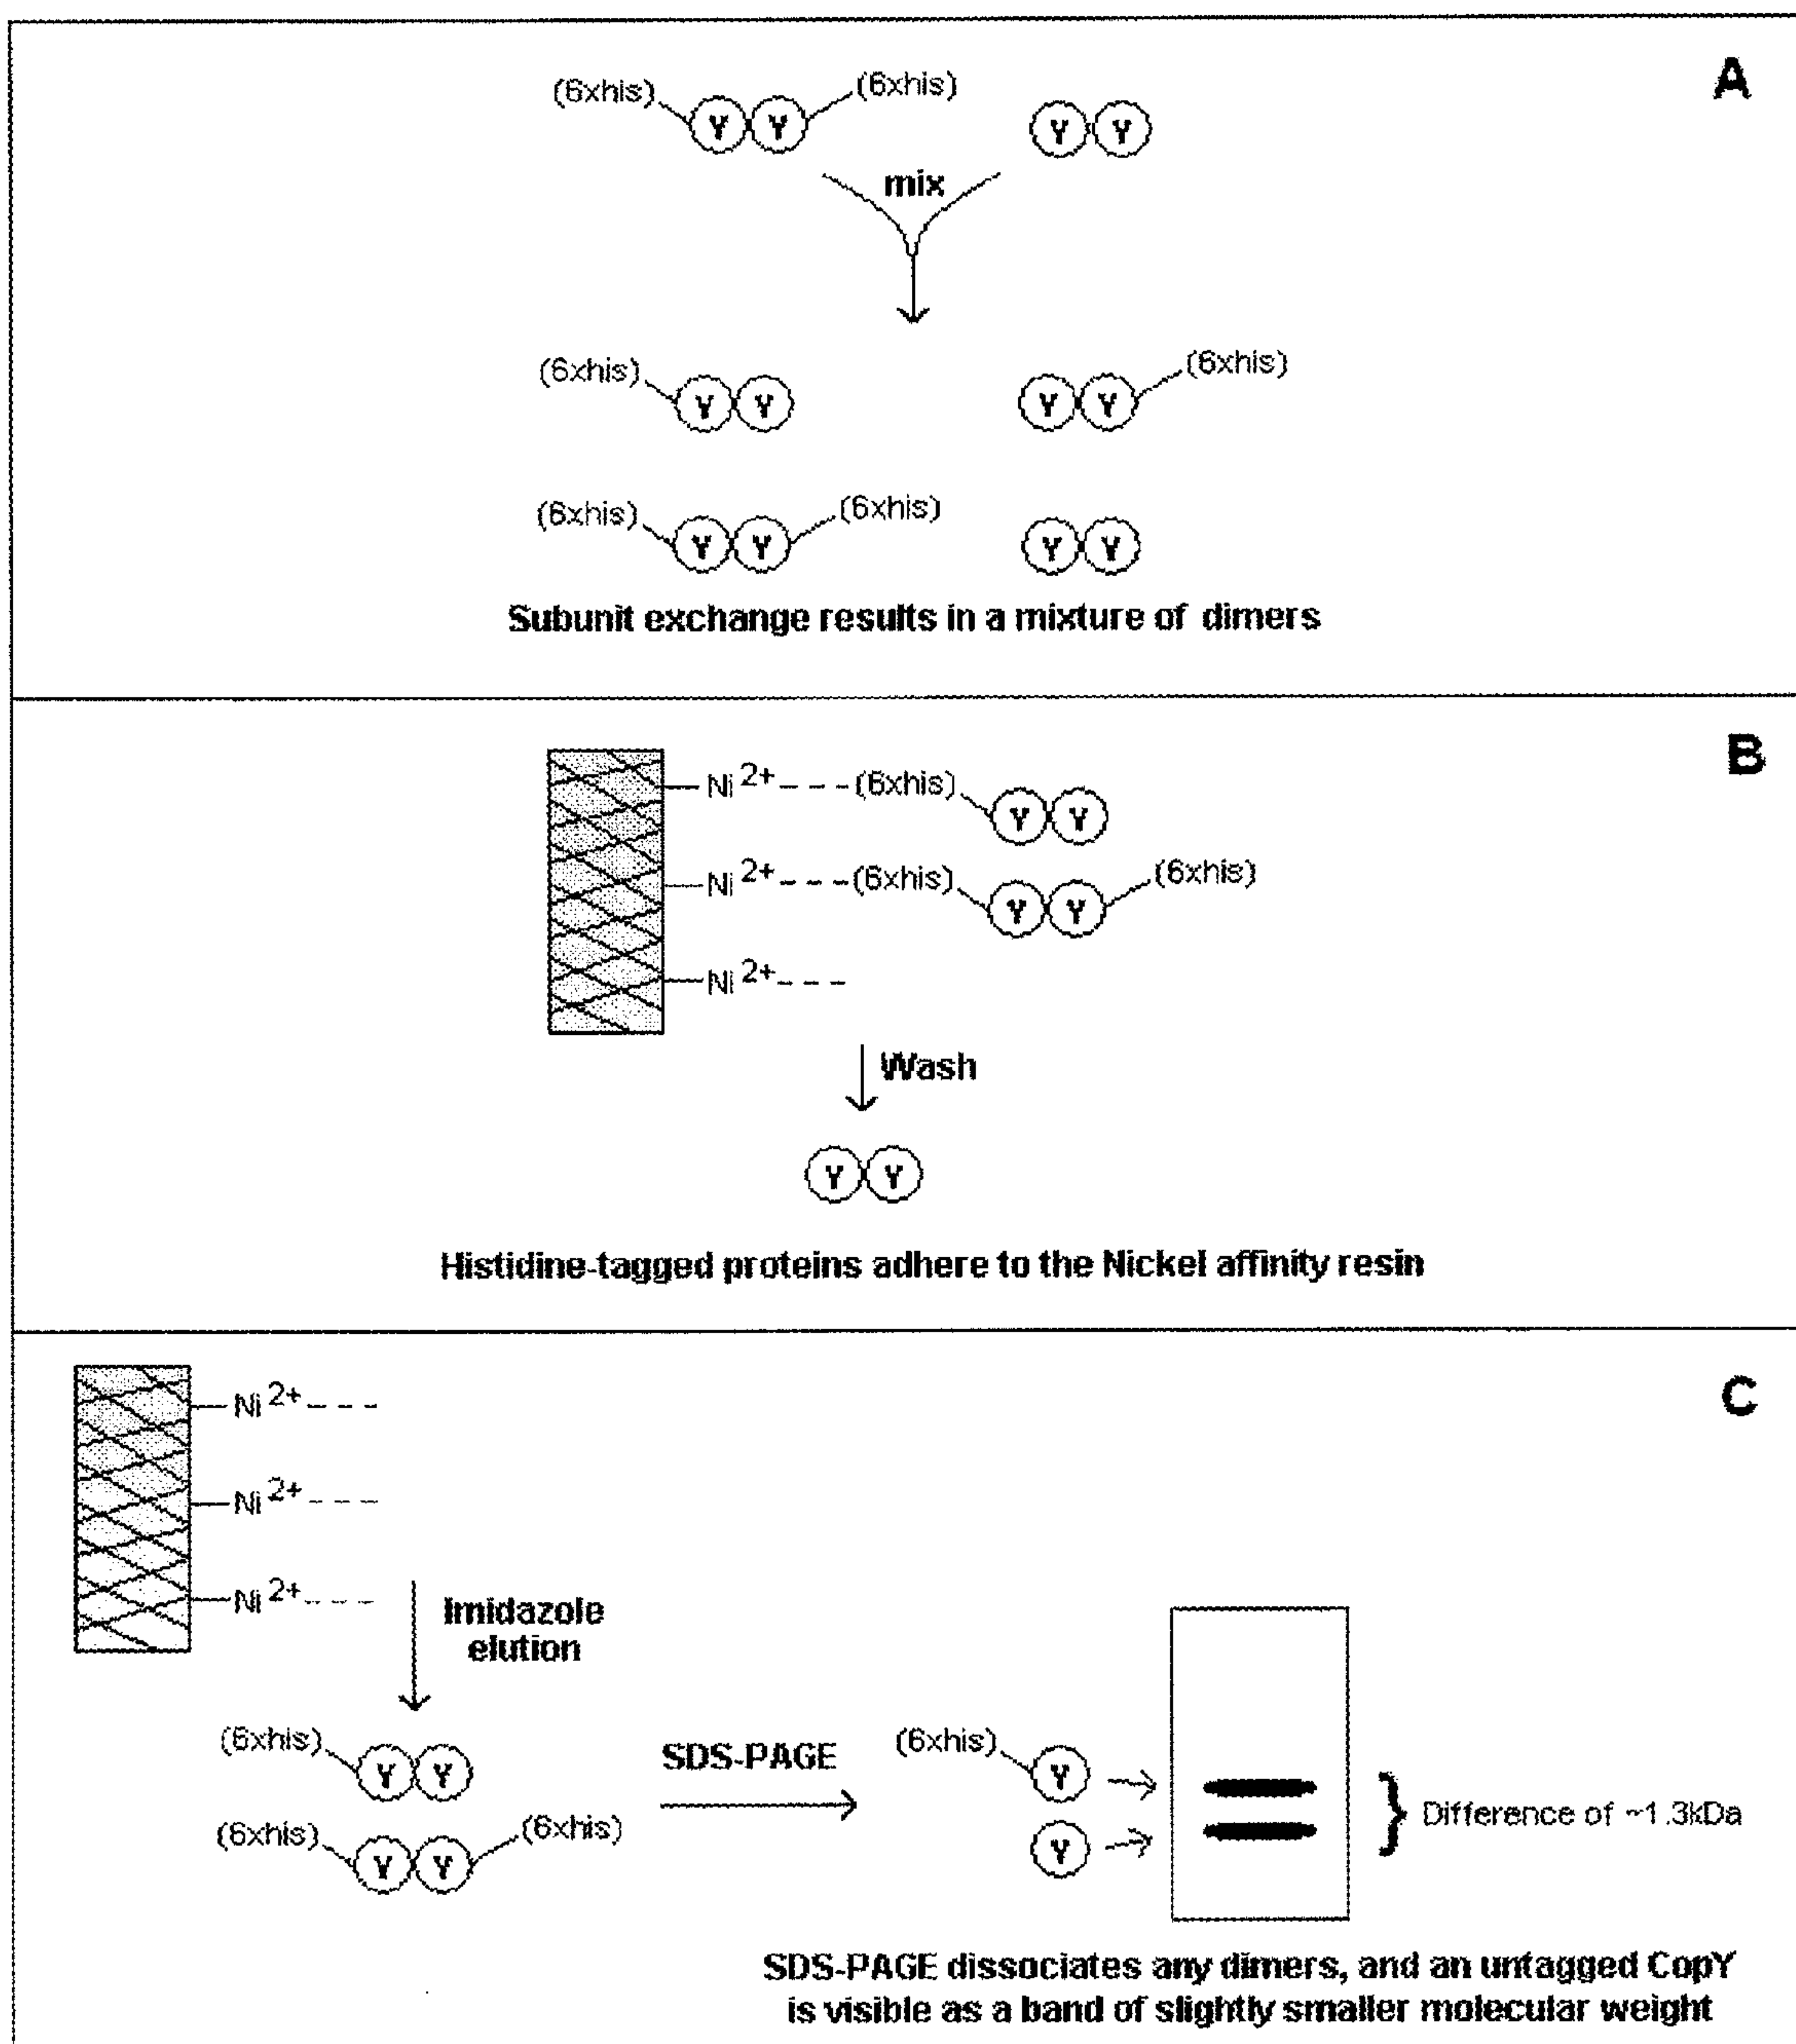 A
(6xhis) (6xhis)
Y Y Y Y
mix
(6xhis) (6xhis)
Y Y Y Y
(6xhis) (6xhis)
Y Y Y Y
Subunit exchange results in a mixture of dimers
B
Ni 2+ (6xhis)
Y Y
Ni 2+ (6xhis) (6xhis)
Y Y
Ni 2+
Wash
Y Y
Histidine-tagged proteins adhere to the Nickel affinity resin
C
Ni 2+
Ni 2+
Ni 2+
Imidazole
elution
(6xhis)
Y Y
(6xhis) (6xhis)
Y Y
SDS-PAGE
(6xhis)
Y
Y
Difference of ~1.3kDa
SDS-PAGE dissociates any dimers, and an untagged CopY
is visible as a band of slightly smaller molecular weight